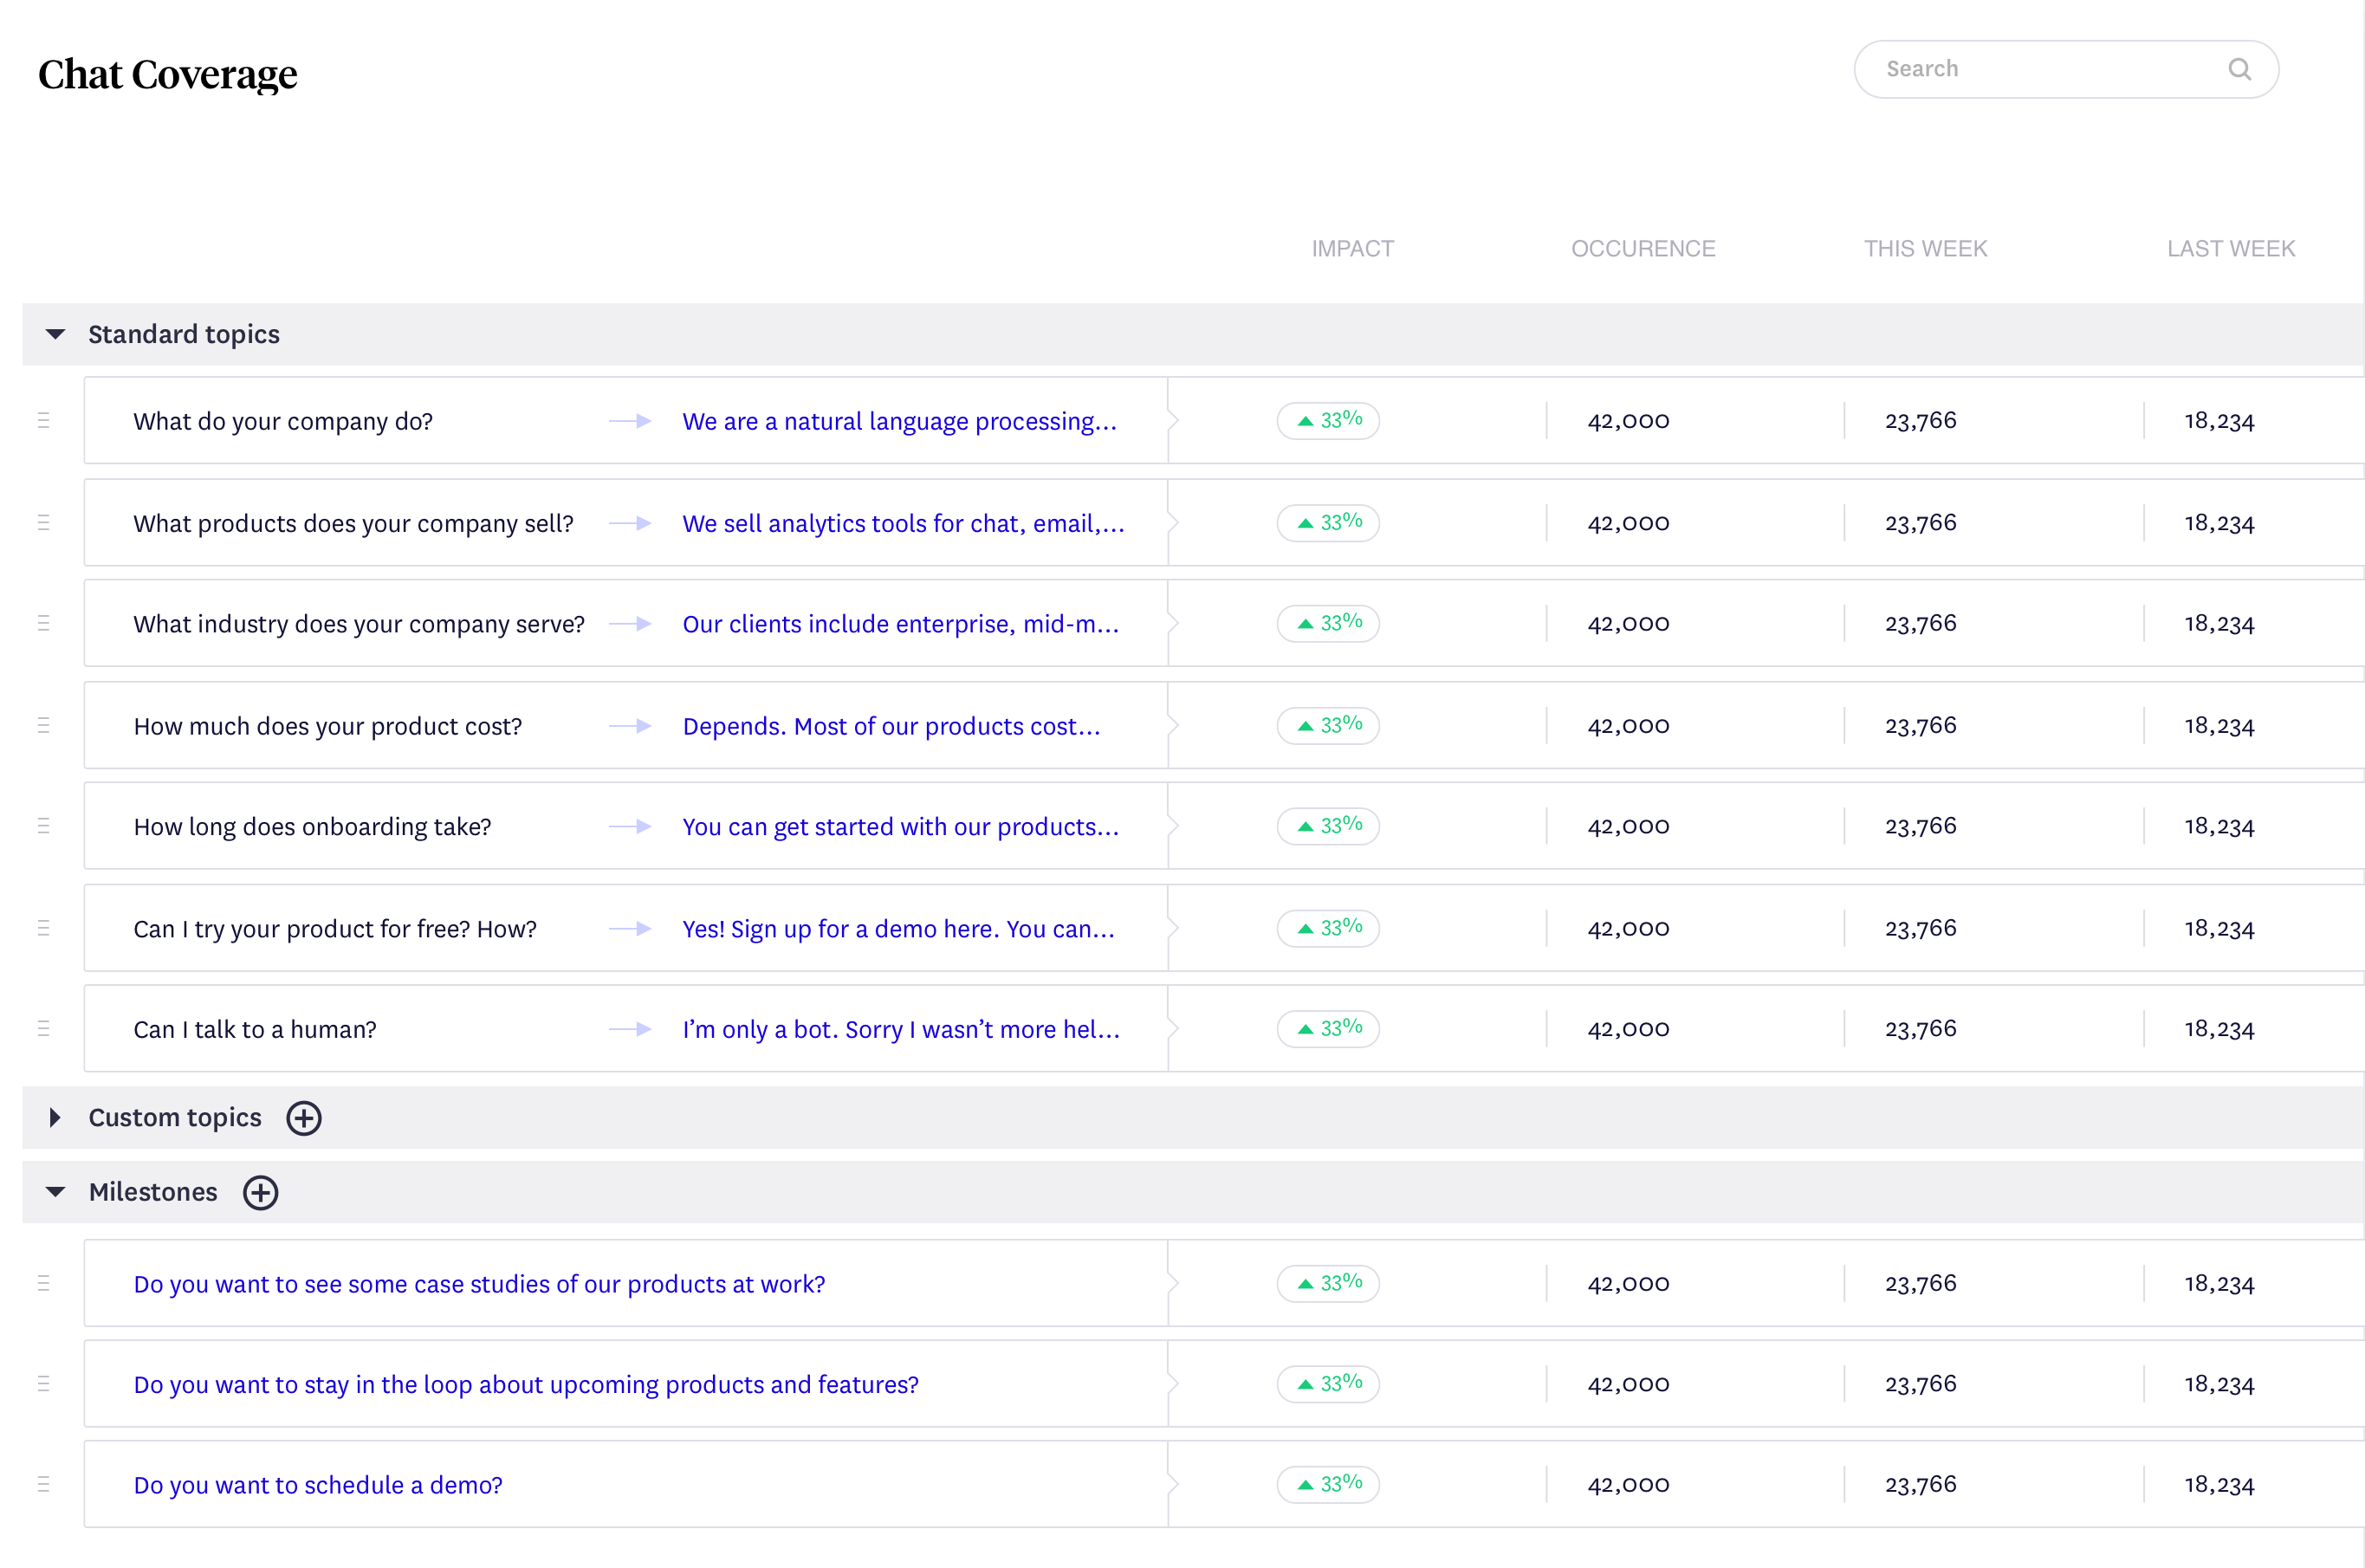 Chat Coverage
Search
IMPACT OCCURENCE THIS WEEK LAST WEEK
Standard topics
What do your company do? We are a natural language processing... 33% 42,000 23,766 18,234
What products does your company sell? We sell analytics tools for chat, email,... 33% 42,000 23,766 18,234
What industry does your company serve? Our clients include enterprise, mid-m... 33% 42,000 23,766 18,234
How much does your product cost? Depends. Most of our products cost... 33% 42,000 23,766 18,234
How long does onboarding take? You can get started with our products... 33% 42,000 23,766 18,234
Can I try your product for free? How? Yes! Sign up for a demo here. You can... 33% 42,000 23,766 18,234
Can I talk to a human? I’m only a bot. Sorry I wasn’t more hel... 33% 42,000 23,766 18,234
Custom topics
Milestones
Do you want to see some case studies of our products at work? 33% 42,000 23,766 18,234
Do you want to stay in the loop about upcoming products and features? 33% 42,000 23,766 18,234
Do you want to schedule a demo? 33% 42,000 23,766 18,234